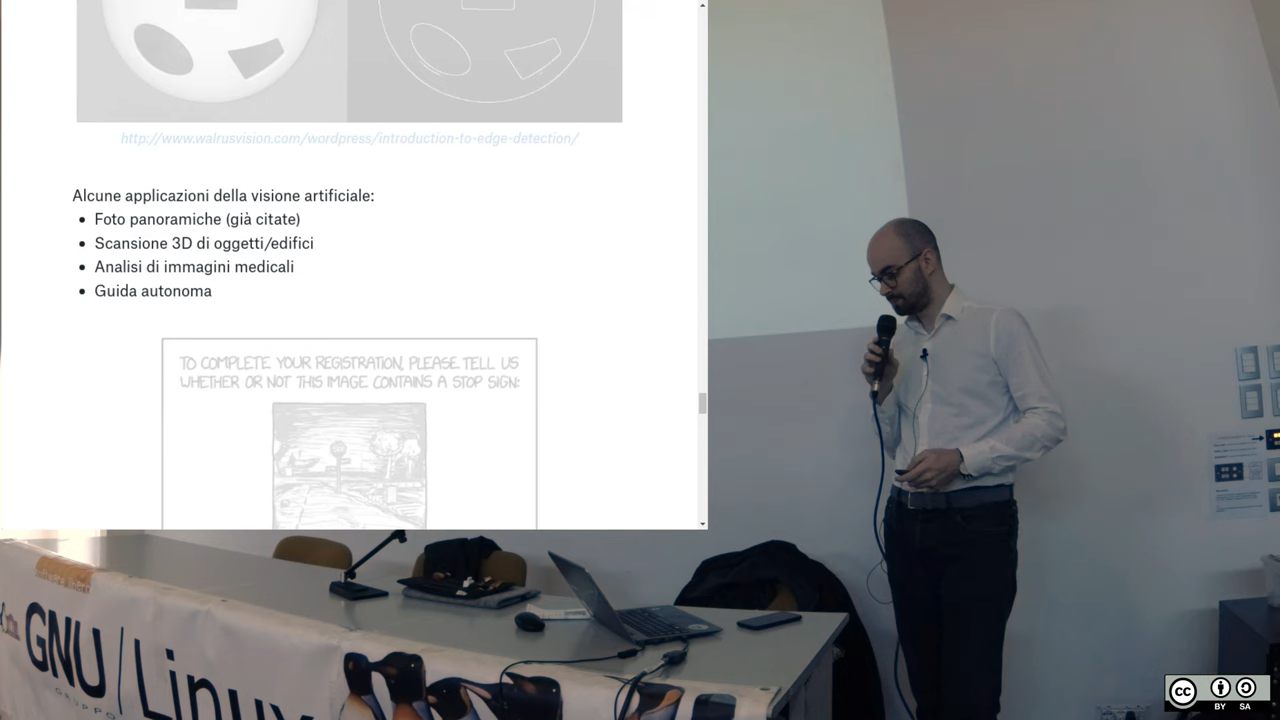 http://www.walrusvision.com/wordpress/introduction-to-edge-detection/
Alcune applicazioni della visione artificiale:
• Foto panoramiche (già citate)
• Scansione 3D di oggetti/edifici
• Analisi di immagini medicali
• Guida autonoma
TO COMPLETE YOUR REGISTRATION, PLEASE TELL US
WHETHER OR NOT THIS IMAGE CONTAINS A STOP SIGN:
GNU/Linux
GRUPPO
cc
BY SA